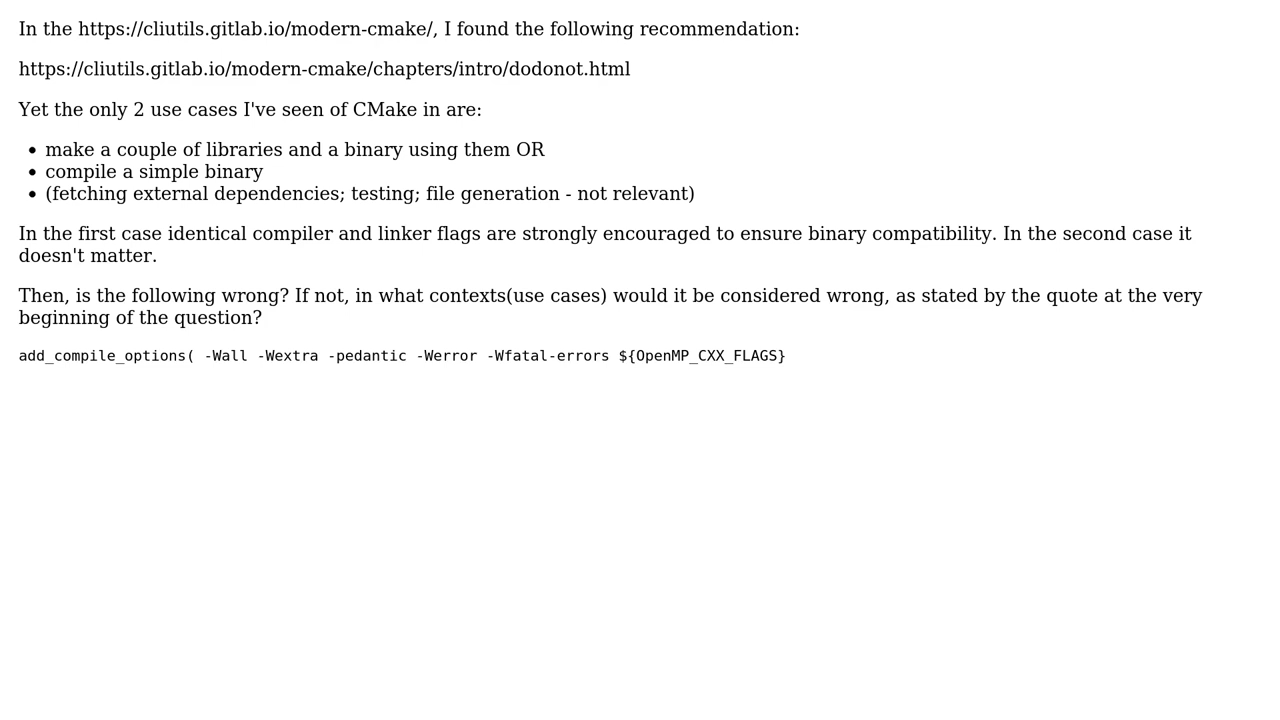 In the https://cliutils.gitlab.io/modern-cmake/, I found the following recommendation:
https://cliutils.gitlab.io/modern-cmake/chapters/intro/dodonot.html
Yet the only 2 use cases I've seen of CMake in are:
• make a couple of libraries and a binary using them OR
• compile a simple binary
• (fetching external dependencies; testing; file generation - not relevant)
In the first case identical compiler and linker flags are strongly encouraged to ensure binary compatibility. In the second case it
doesn't matter.
Then, is the following wrong? If not, in what contexts(use cases) would it be considered wrong, as stated by the quote at the very
beginning of the question?
add_compile_options( -Wall -Wextra -pedantic -Werror -Wfatal-errors ${OpenMP_CXX_FLAGS}